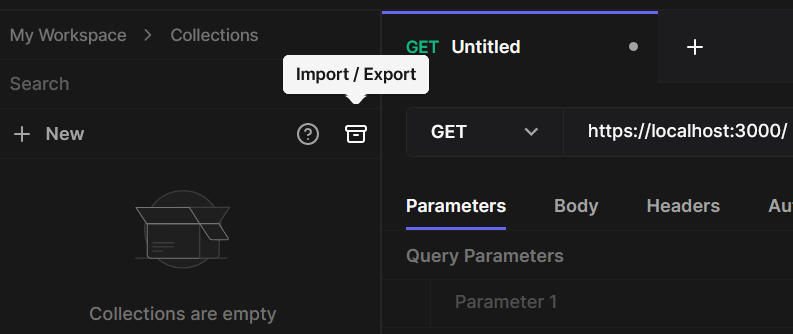 My Workspace > Collections
Import / Export
Search
+ New
Collections are empty
GET Untitled
GET
https://localhost:3000/
Parameters Body Headers Au
Query Parameters
Parameter 1